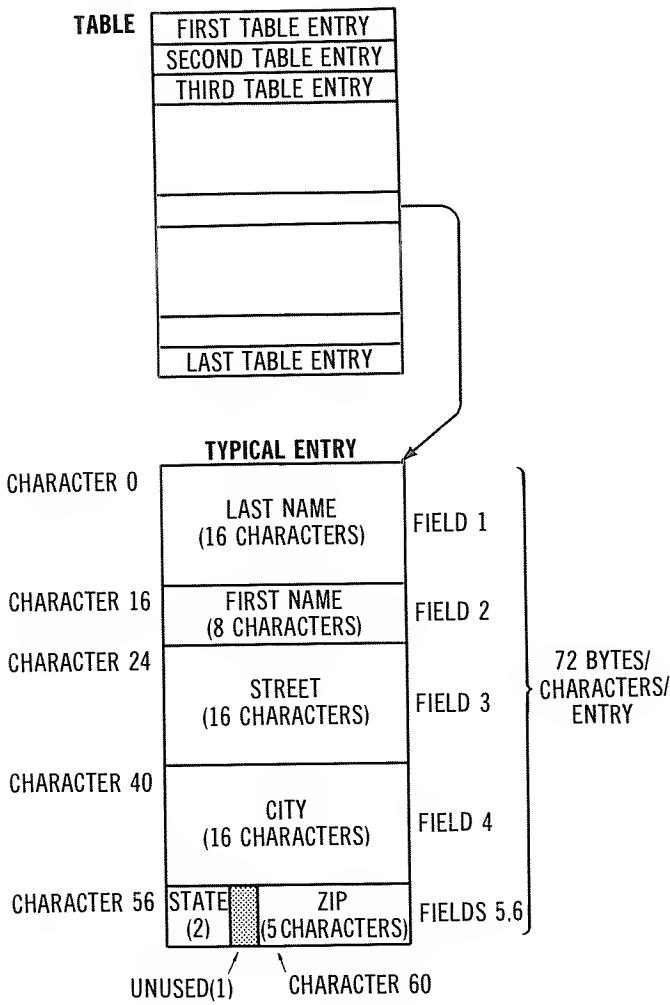 TABLE
FIRST TABLE ENTRY
SECOND TABLE ENTRY
THIRD TABLE ENTRY
LAST TABLE ENTRY
TYPICAL ENTRY
CHARACTER 0
LAST NAME
(16 CHARACTERS)
FIELD 1
CHARACTER 16
FIRST NAME
(8 CHARACTERS)
FIELD 2
CHARACTER 24
STREET
(16 CHARACTERS)
FIELD 3
72 BYTES/
CHARACTERS/
ENTRY
CHARACTER 40
CITY
(16 CHARACTERS)
FIELD 4
CHARACTER 56
STATE
(2)
ZIP
(5 CHARACTERS)
FIELDS 5,6
UNUSED(1)
CHARACTER 60